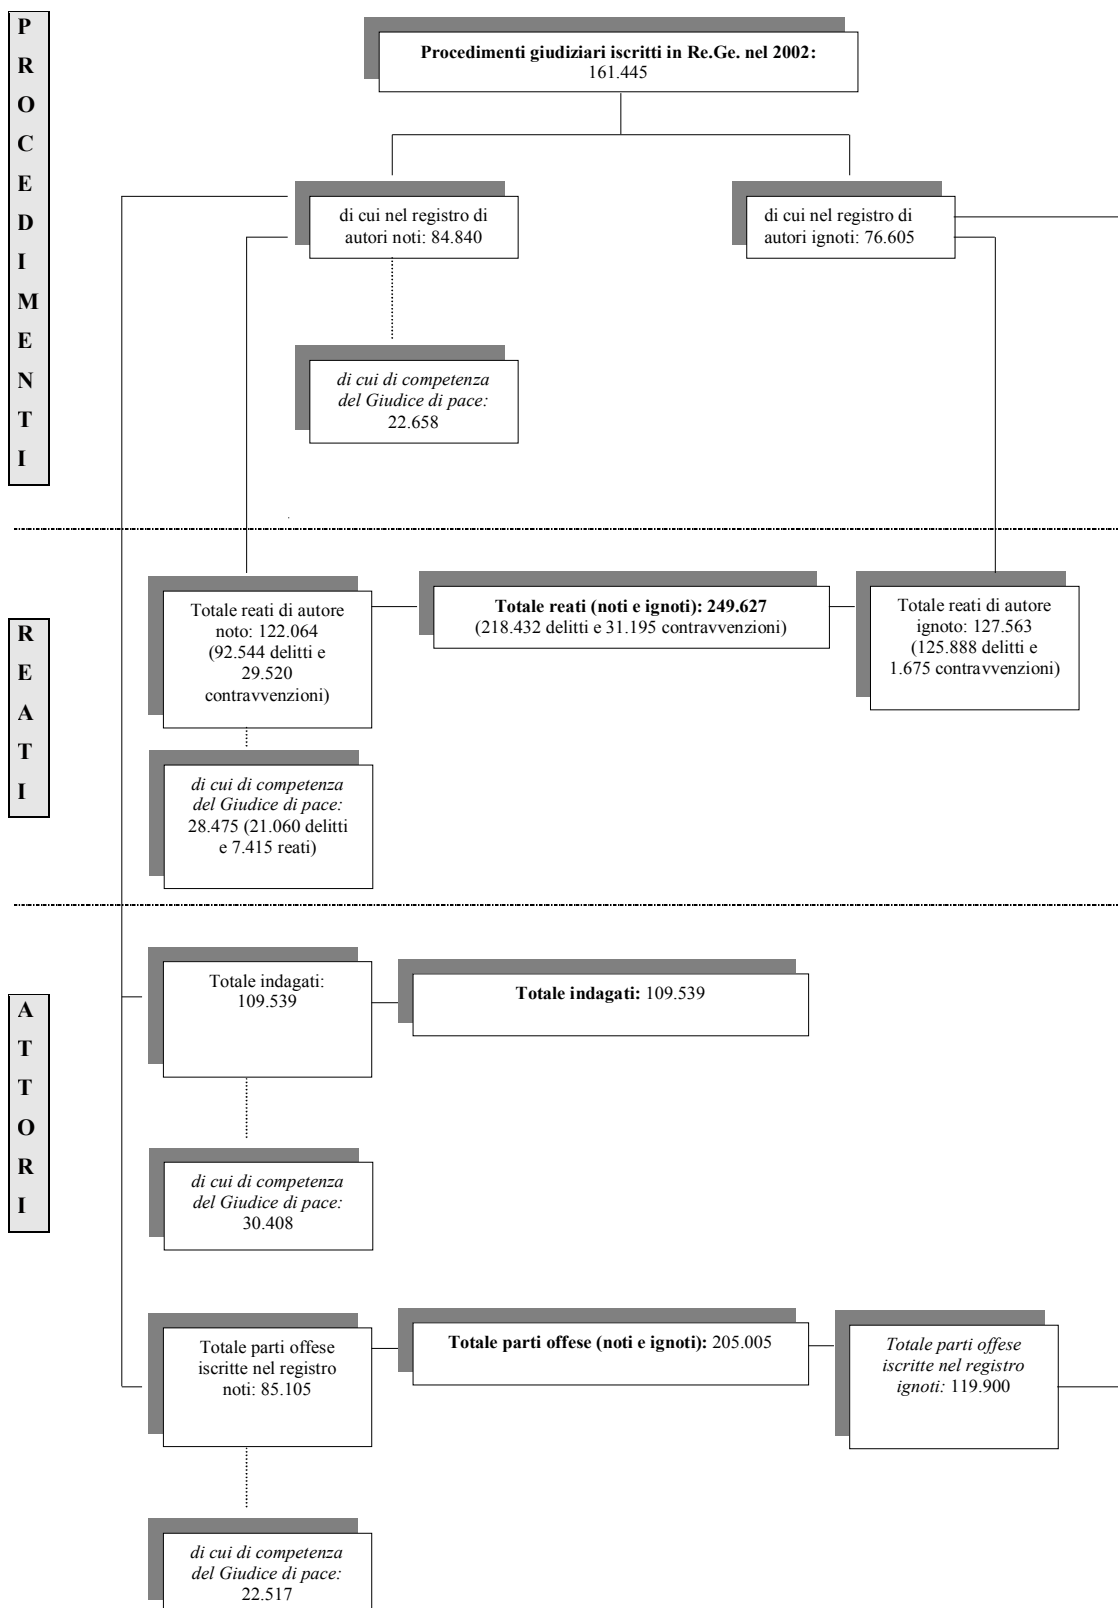 PROCEDIMENTI
Procedimenti giudiziari iscritti in Re.Ge. nel 2002:
161.445
di cui nel registro di
autori noti: 84.840
di cui nel registro di
autori ignoti: 76.605
di cui di competenza
del Giudice di pace:
22.658
REATI
Totale reati di autore
noto: 122.064
(92.544 delitti e
29.520
contravvenzioni)
Totale reati (noti e ignoti): 249.627
(218.432 delitti e 31.195 contravvenzioni)
Totale reati di autore
ignoto: 127.563
(125.888 delitti e
1.675 contravvenzioni)
di cui di competenza
del Giudice di pace:
28.475 (21.060 delitti
e 7.415 reati)
ATTORI
Totale indagati:
109.539
Totale indagati: 109.539
di cui di competenza
del Giudice di pace:
30.408
Totale parti offese
iscritte nel registro
noti: 85.105
Totale parti offese (noti e ignoti): 205.005
Totale parti offese
iscritte nel registro
ignoti: 119.900
di cui di competenza
del Giudice di pace:
22.517